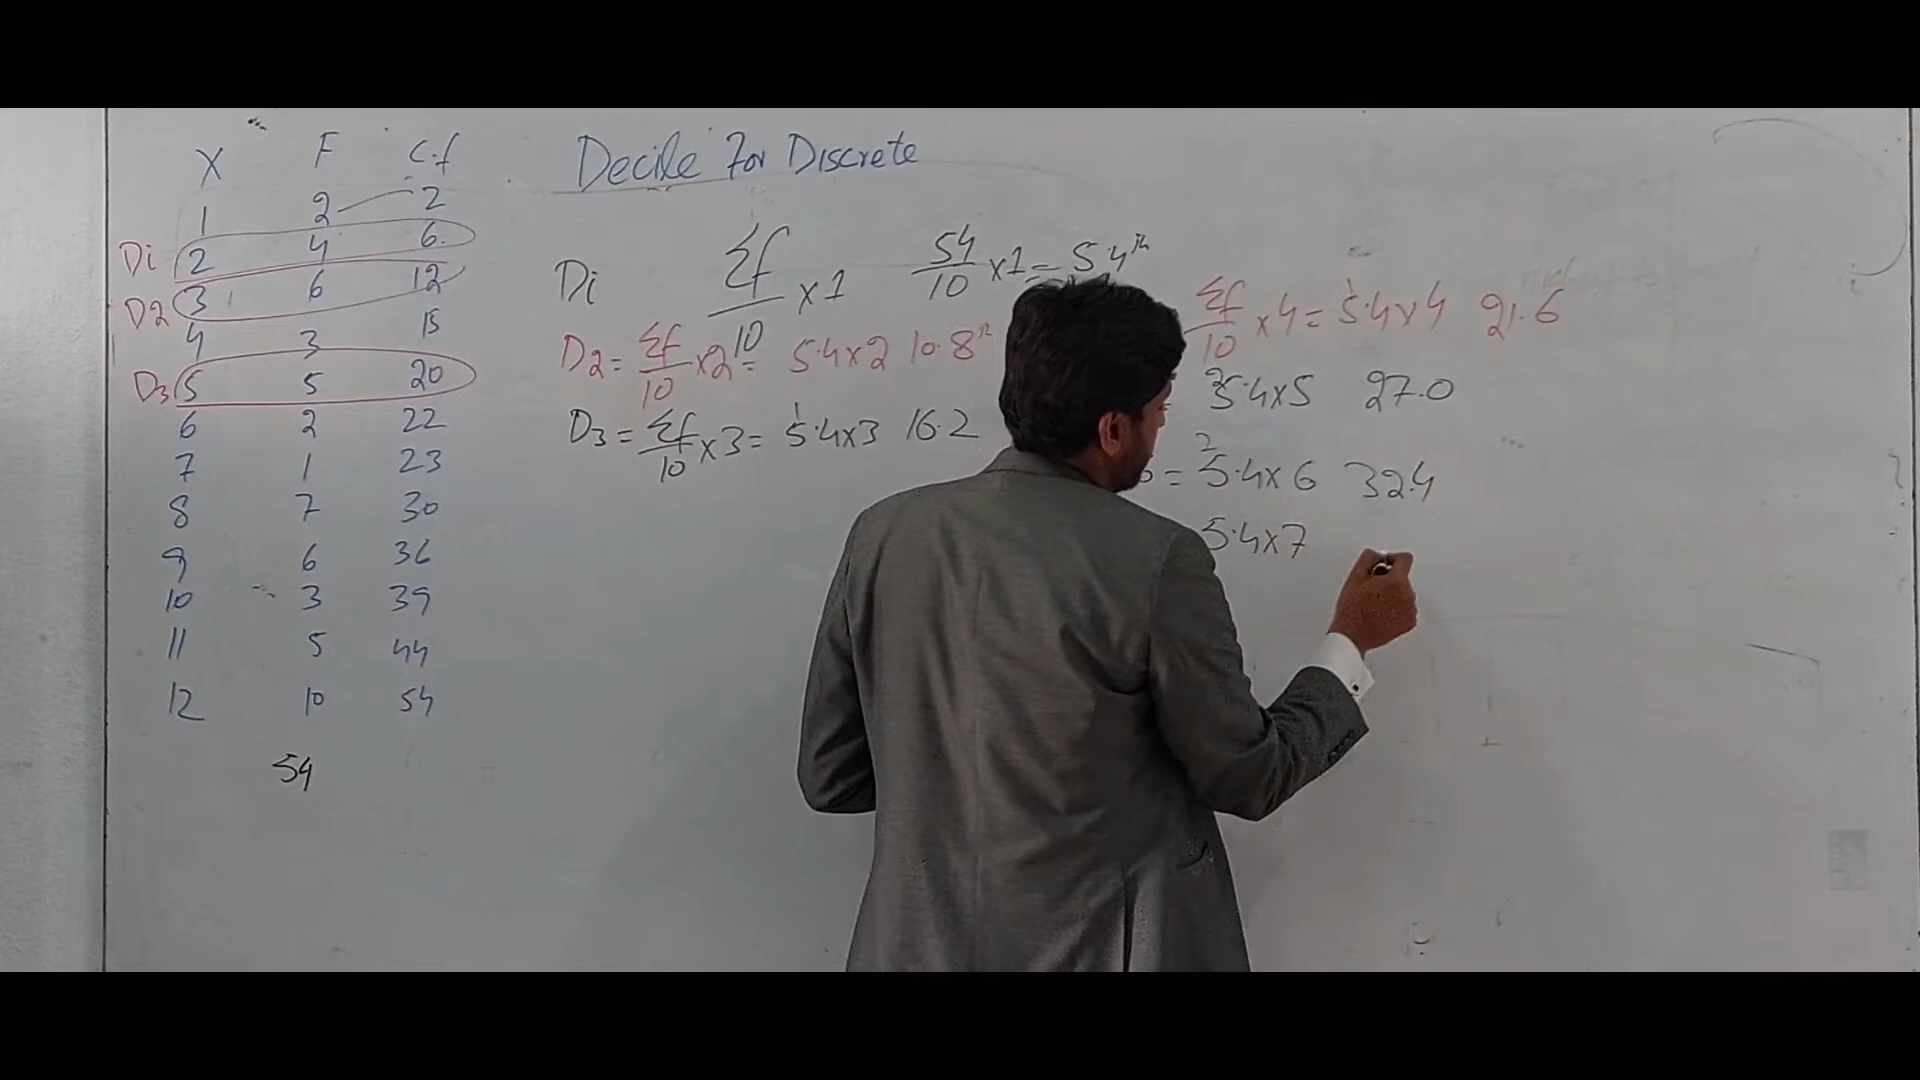 X F C.f
1 2 2
Di 2 4 6.
D2 3 6 12
4 3 15
D3 5 5 20
6 2 22
7 1 23
8 7 30
9 6 36
10 3 39
11 5 44
12 10 54
54
Decile For Discrete
Di Σf/10 x1 54/10 x1 = 5.4th
D2 = Σf/10 x2 = 5.4x2 10.8th
D3 = Σf/10 x3 = 5.4x3 16.2
Σf/10 x4 = 5.4x4 21.6
5.4x5 27.0
= 5.4x6 32.4
5.4x7